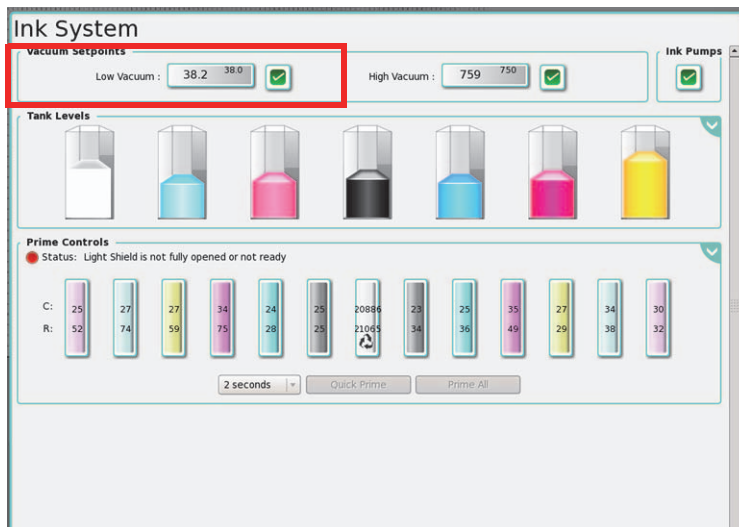 Ink System
Vacuum Setpoints
Ink Pumps
Low Vacuum : 38.2 38.0 High Vacuum : 759 750
Tank Levels
Prime Controls
Status: Light Shield is not fully opened or not ready
C: 25 27 27 34 24 25 20886 23 25 35 27 34 30
R: 52 74 59 75 28 25 21065 34 36 49 29 38 32
2 seconds Quick Prime Prime All